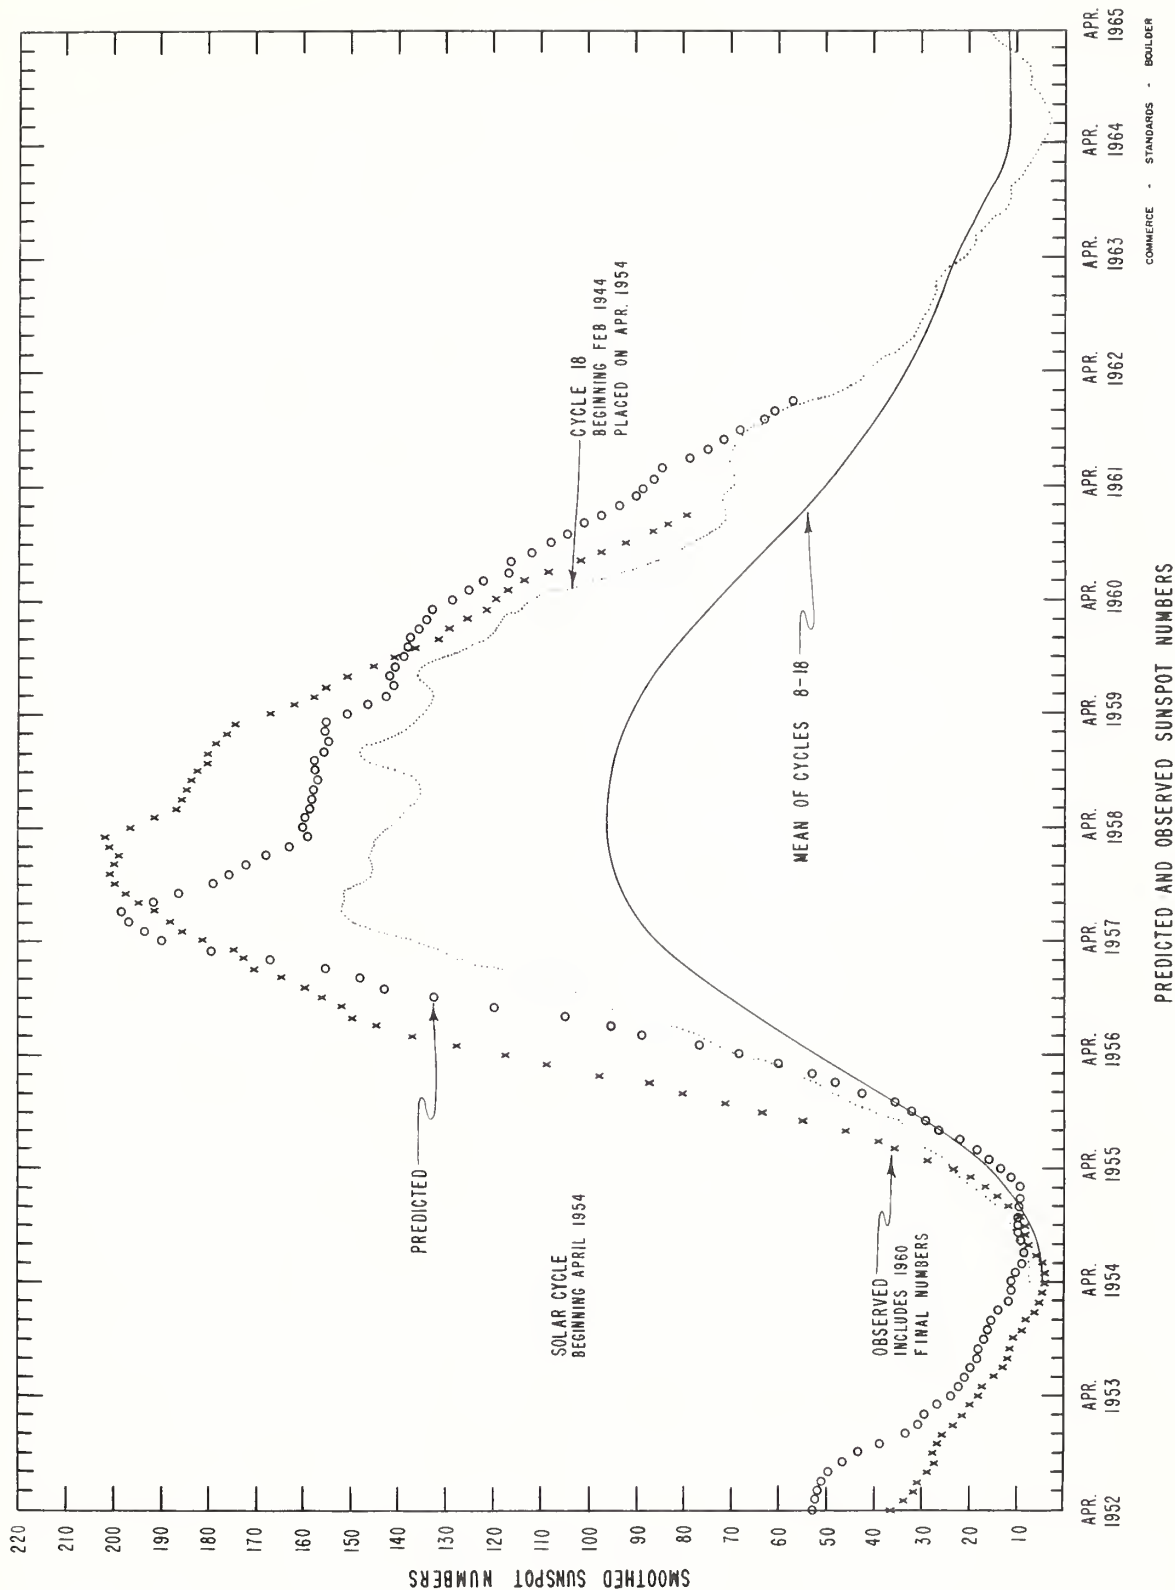 SMOOTHED SUNSPOT NUMBERS
220
210
200
190
180
170
160
150
140
130
120
110
100
90
80
70
60
50
40
30
20
10
PREDICTED
SOLAR CYCLE
BEGINNING APRIL 1954
OBSERVED
INCLUDES 1960
FINAL NUMBERS
MEAN OF CYCLES 8-18
CYCLE 18
BEGINNING FEB 1944
PLACED ON APR. 1954
APR. 1952
APR. 1953
APR. 1954
APR. 1955
APR. 1956
APR. 1957
APR. 1958
APR. 1959
APR. 1960
APR. 1961
APR. 1962
APR. 1963
APR. 1964
APR. 1965
COMMERCE - STANDARDS - BOULDER
PREDICTED AND OBSERVED SUNSPOT NUMBERS